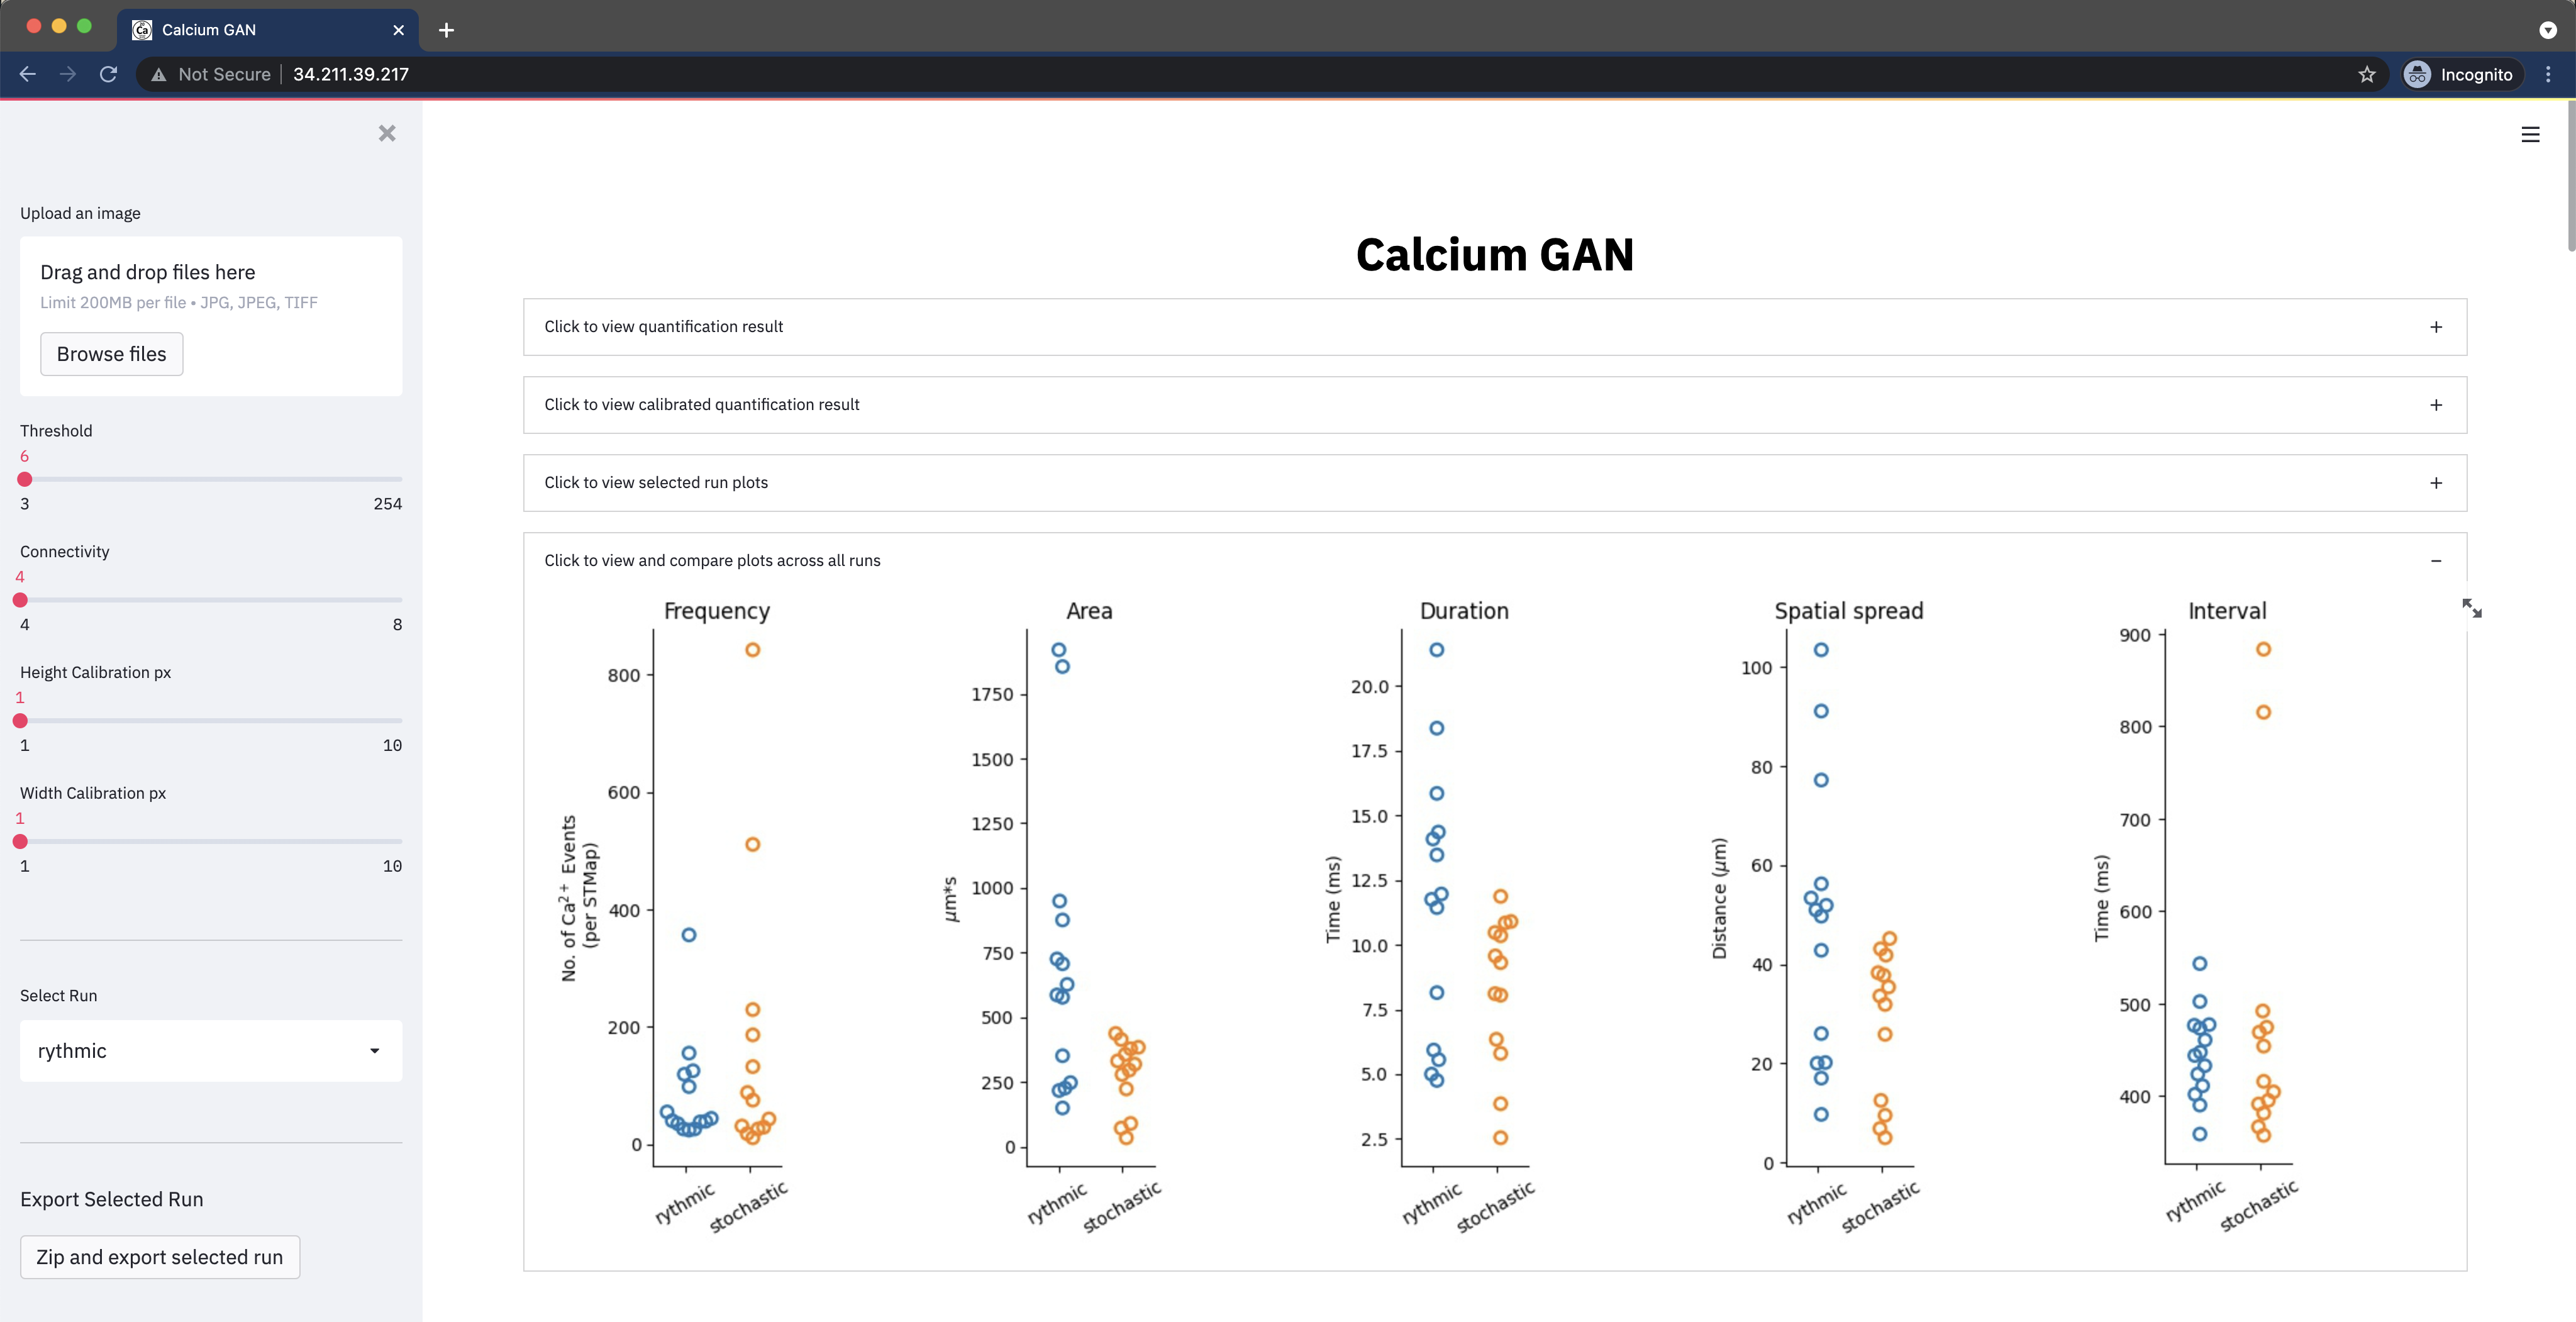 Calcium GAN
Not Secure 34.211.39.217
Incognito
Upload an image
Drag and drop files here
Limit 200MB per file • JPG, JPEG, TIFF
Browse files
Threshold
6
3 254
Connectivity
4
4 8
Height Calibration px
1
1 10
Width Calibration px
1
1 10
Select Run
rythmic
Export Selected Run
Zip and export selected run
Calcium GAN
Click to view quantification result
Click to view calibrated quantification result
Click to view selected run plots
Click to view and compare plots across all runs
Frequency
No. of Ca²⁺ Events
(per STMap)
800
600
400
200
0
rythmic stochastic
Area
μm*s
1750
1500
1250
1000
750
500
250
0
rythmic stochastic
Duration
Time (ms)
20.0
17.5
15.0
12.5
10.0
7.5
5.0
2.5
rythmic stochastic
Spatial spread
Distance (μm)
100
80
60
40
20
0
rythmic stochastic
Interval
Time (ms)
900
800
700
600
500
400
rythmic stochastic